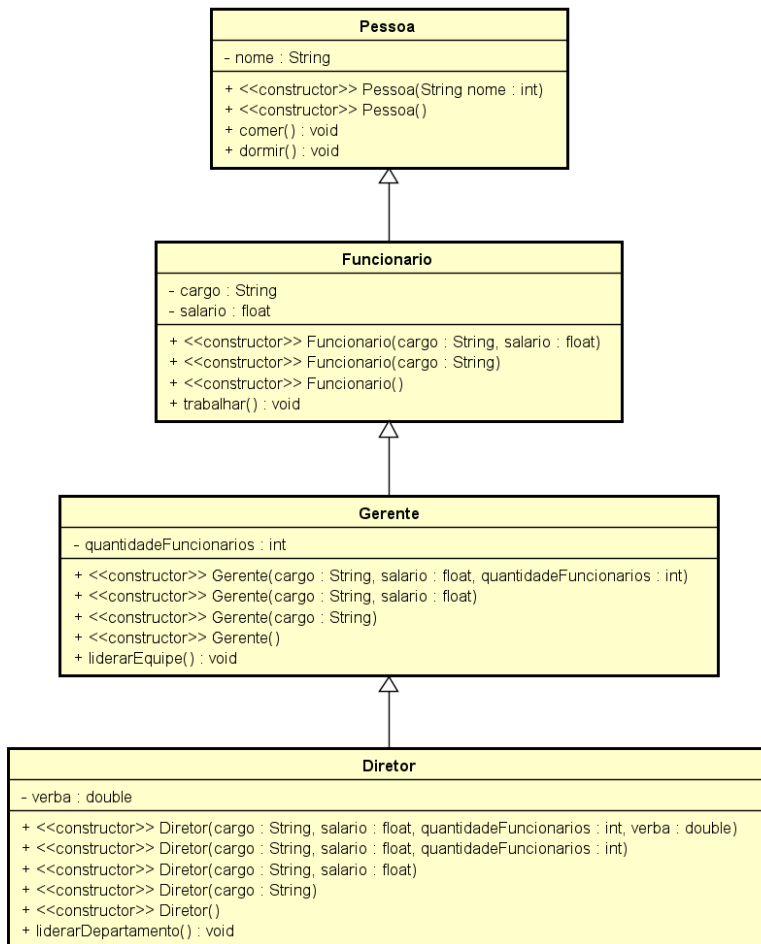 Pessoa
- nome : String
+ <<constructor>> Pessoa(String nome : int)
+ <<constructor>> Pessoa()
+ comer() : void
+ dormir() : void
Funcionario
- cargo : String
- salario : float
+ <<constructor>> Funcionario(cargo : String, salario : float)
+ <<constructor>> Funcionario(cargo : String)
+ <<constructor>> Funcionario()
+ trabalhar() : void
Gerente
- quantidadeFuncionarios : int
+ <<constructor>> Gerente(cargo : String, salario : float, quantidadeFuncionarios : int)
+ <<constructor>> Gerente(cargo : String, salario : float)
+ <<constructor>> Gerente(cargo : String)
+ <<constructor>> Gerente()
+ liderarEquipe() : void
Diretor
- verba : double
+ <<constructor>> Diretor(cargo : String, salario : float, quantidadeFuncionarios : int, verba : double)
+ <<constructor>> Diretor(cargo : String, salario : float, quantidadeFuncionarios : int)
+ <<constructor>> Diretor(cargo : String, salario : float)
+ <<constructor>> Diretor(cargo : String)
+ <<constructor>> Diretor()
+ liderarDepartamento() : void